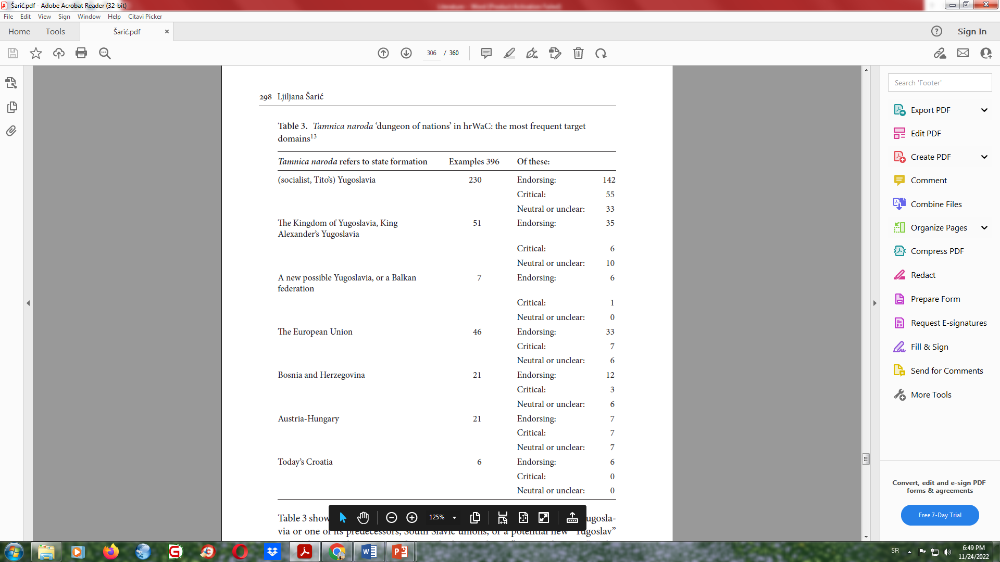 Šarić.pdf - Adobe Acrobat Reader (32-bit)
File Edit View Sign Window Help Citavi Picker
Home Tools Šarić.pdf Sign In
306 / 360
Search 'Footer'
298 Ljiljana Šarić
Table 3. Tamnica naroda ‘dungeon of nations’ in hrWaC: the most frequent target
domains13
Tamnica naroda refers to state formation Examples 396 Of these:
(socialist, Tito’s) Yugoslavia 230 Endorsing: 142
Critical: 55
Neutral or unclear: 33
The Kingdom of Yugoslavia, King 51 Endorsing: 35
Alexander’s Yugoslavia
Critical: 6
Neutral or unclear: 10
A new possible Yugoslavia, or a Balkan 7 Endorsing: 6
federation
Critical: 1
Neutral or unclear: 0
The European Union 46 Endorsing: 33
Critical: 7
Neutral or unclear: 6
Bosnia and Herzegovina 21 Endorsing: 12
Critical: 3
Neutral or unclear: 6
Austria-Hungary 21 Endorsing: 7
Critical: 7
Neutral or unclear: 7
Today’s Croatia 6 Endorsing: 6
Critical: 0
Neutral or unclear: 0
Table 3 show ugosla-
via or one of its predecessors, South Slavic unions, or a potential new “Yugoslav”
125%
Export PDF
Edit PDF
Create PDF
Comment
Combine Files
Organize Pages
Compress PDF
Redact
Prepare Form
Request E-signatures
Fill & Sign
Send for Comments
More Tools
Convert, edit and e-sign PDF
forms & agreements
Free 7-Day Trial
SR
6:49 PM
11/24/2022